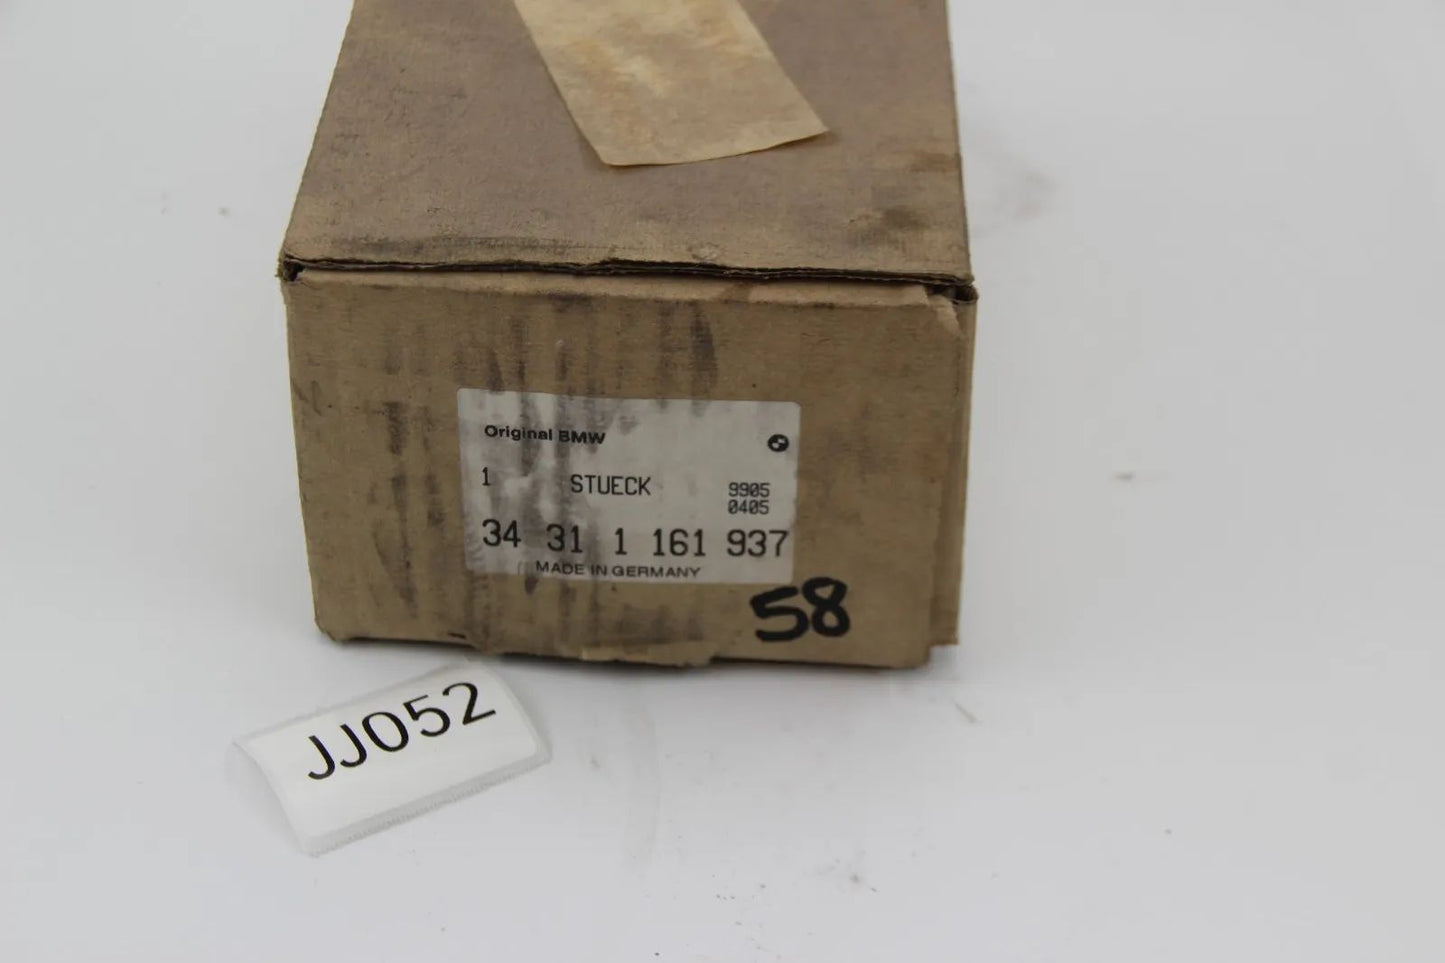 Original BMW
1 STUECK 9905
0405
34 31 1 161 937
MADE IN GERMANY
58
JJ052